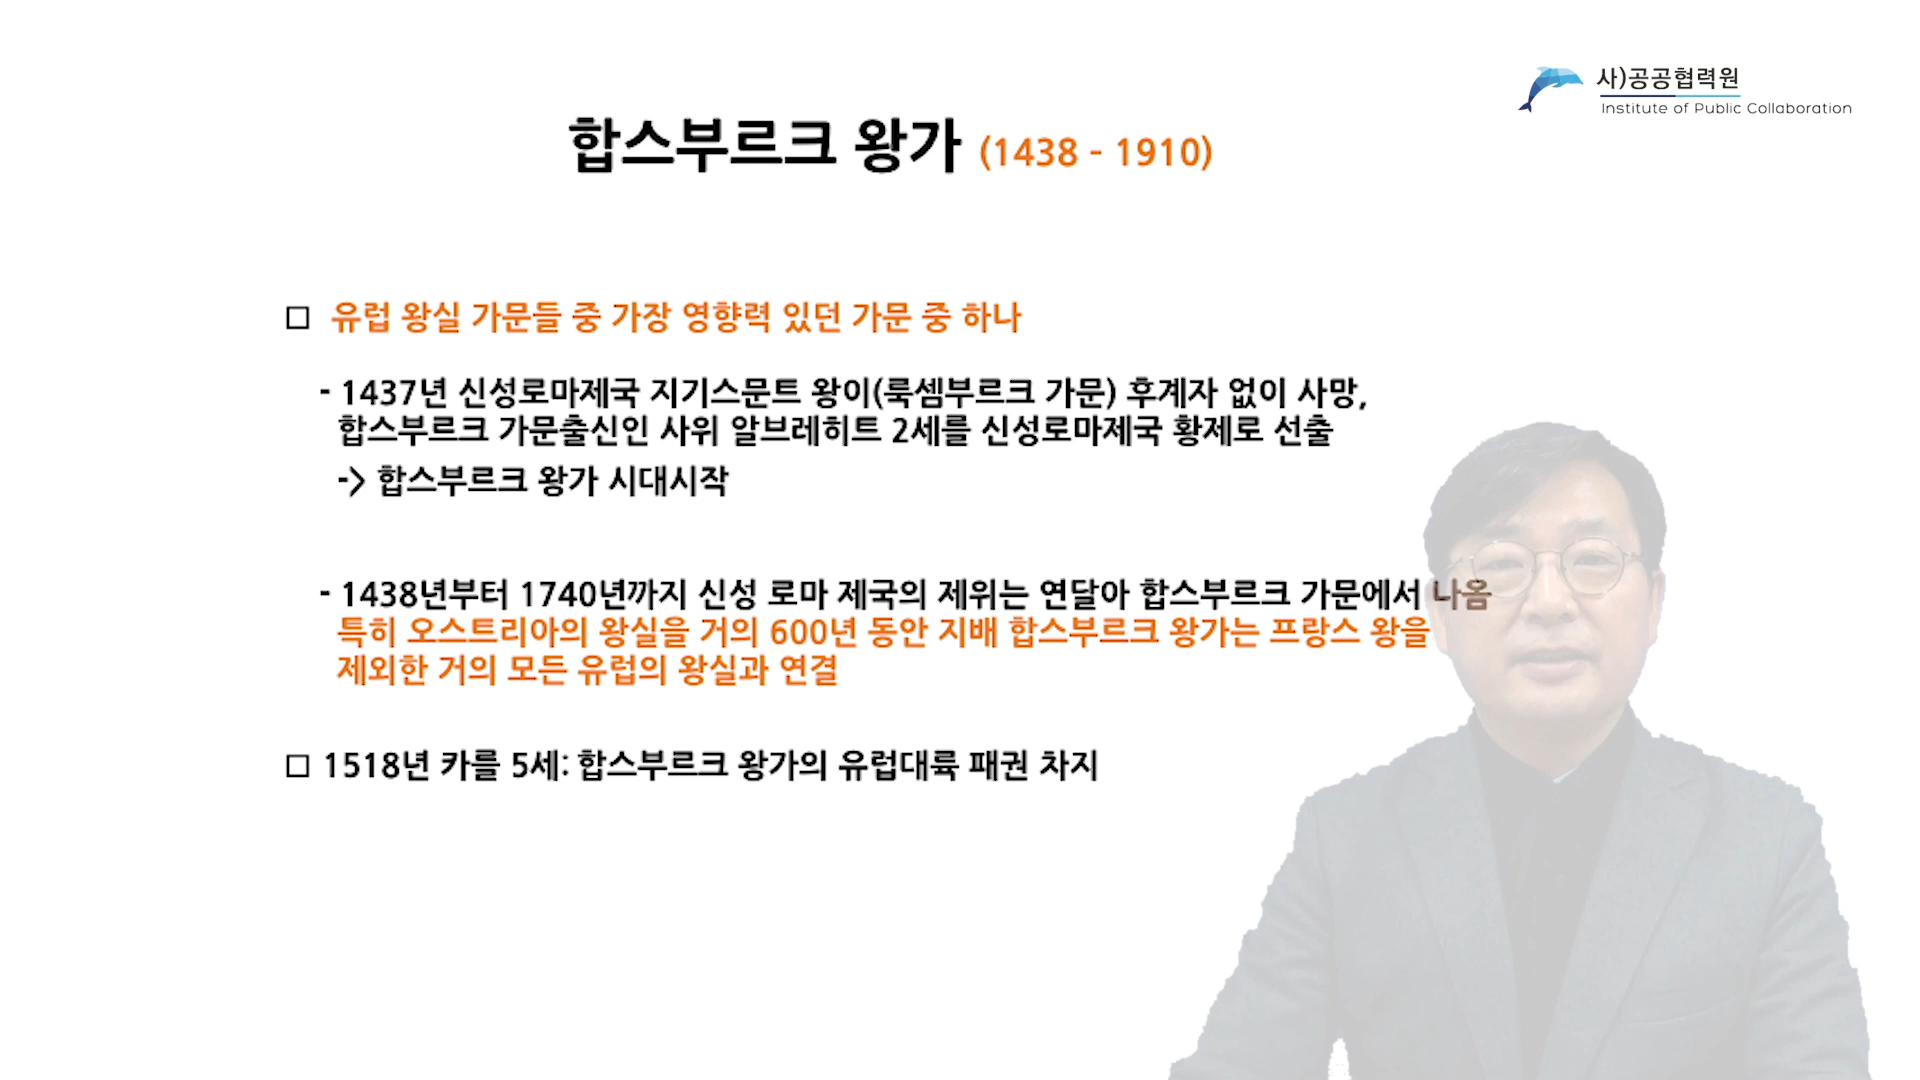 사)공공협력원
Institute of Public Collaboration
합스부르크 왕가 (1438 - 1910)
□ 유럽 왕실 가문들 중 가장 영향력 있던 가문 중 하나
- 1437년 신성로마제국 지기스문트 왕이(룩셈부르크 가문) 후계자 없이 사망,
합스부르크 가문출신인 사위 알브레히트 2세를 신성로마제국 황제로 선출
-> 합스부르크 왕가 시대시작
- 1438년부터 1740년까지 신성 로마 제국의 제위는 연달아 합스부르크 가문에서 나옴
특히 오스트리아의 왕실을 거의 600년 동안 지배 합스부르크 왕가는 프랑스 왕을
제외한 거의 모든 유럽의 왕실과 연결
□ 1518년 카를 5세: 합스부르크 왕가의 유럽대륙 패권 차지